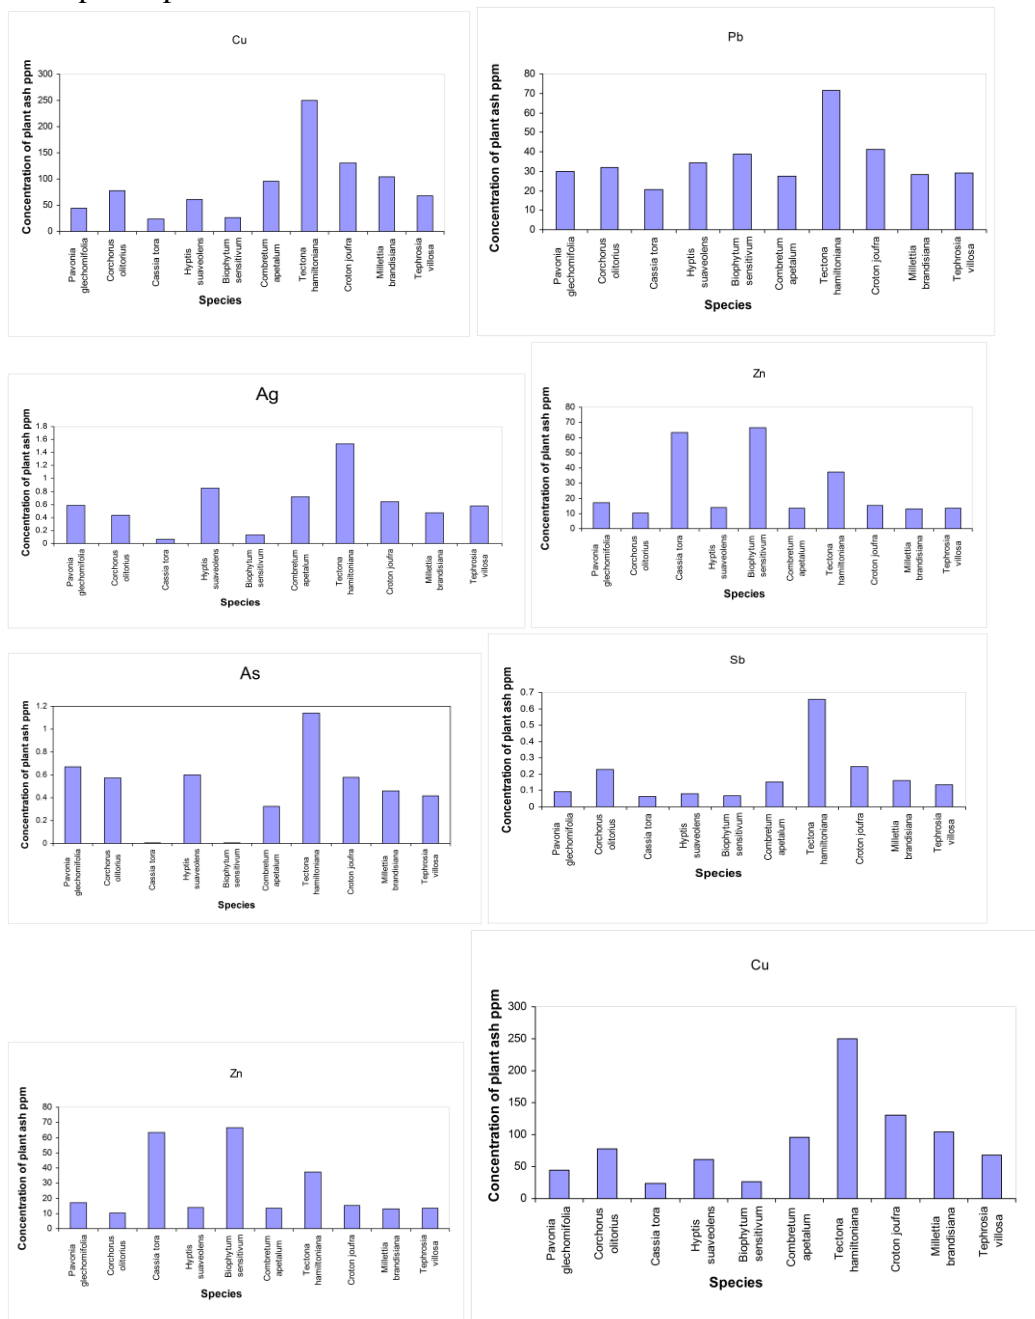 Cu
Concentration of plant ash ppm
300
250
200
150
100
50
0
Pavonia
glechomifolia
Corchorus
olitorius
Cassia tora
Hyptis
suaveolens
Biophytum
sensitivum
Combretum
apetalum
Tectona
hamiltoniana
Croton joufra
Millettia
brandisiana
Tephrosia
villosa
Species
Pb
Concentration of plant ash ppm
80
70
60
50
40
30
20
10
0
Pavonia
glechomifolia
Corchorus
olitorius
Cassia tora
Hyptis
suaveolens
Biophytum
sensitivum
Combretum
apetalum
Tectona
hamiltoniana
Croton joufra
Millettia
brandisiana
Tephrosia
villosa
Species
Ag
Concentration of plant ash ppm
1.8
1.6
1.4
1.2
1
0.8
0.6
0.4
0.2
0
Pavonia
glechomifolia
Corchorus
olitorius
Cassia tora
Hyptis
suaveolens
Biophytum
sensitivum
Combretum
apetalum
Tectona
hamiltoniana
Croton joufra
Millettia
brandisiana
Tephrosia
villosa
Species
Zn
Concentration of plant ash ppm
80
70
60
50
40
30
20
10
0
Pavonia
glechomifolia
Corchorus
olitorius
Cassia tora
Hyptis
suaveolens
Biophytum
sensitivum
Combretum
apetalum
Tectona
hamiltoniana
Croton joufra
Millettia
brandisiana
Tephrosia
villosa
Species
As
Concentration of plant ash ppm
1.2
1
0.8
0.6
0.4
0.2
0
Pavonia
glechomifolia
Corchorus
olitorius
Cassia tora
Hyptis
suaveolens
Biophytum
sensitivum
Combretum
apetalum
Tectona
hamiltoniana
Croton joufra
Millettia
brandisiana
Tephrosia
villosa
Species
Sb
Concentration of plant ash ppm
0.7
0.6
0.5
0.4
0.3
0.2
0.1
0
Pavonia
glechomifolia
Corchorus
olitorius
Cassia tora
Hyptis
suaveolens
Biophytum
sensitivum
Combretum
apetalum
Tectona
hamiltoniana
Croton joufra
Millettia
brandisiana
Tephrosia
villosa
Species
Zn
Concentration of plant ash ppm
80
70
60
50
40
30
20
10
0
Pavonia
glechomifolia
Corchorus
olitorius
Cassia tora
Hyptis
suaveolens
Biophytum
sensitivum
Combretum
apetalum
Tectona
hamiltoniana
Croton joufra
Millettia
brandisiana
Tephrosia
villosa
Species
Cu
Concentration of plant ash ppm
300
250
200
150
100
50
0
Pavonia
glechomifolia
Corchorus
olitorius
Cassia tora
Hyptis
suaveolens
Biophytum
sensitivum
Combretum
apetalum
Tectona
hamiltoniana
Croton joufra
Millettia
brandisiana
Tephrosia
villosa
Species